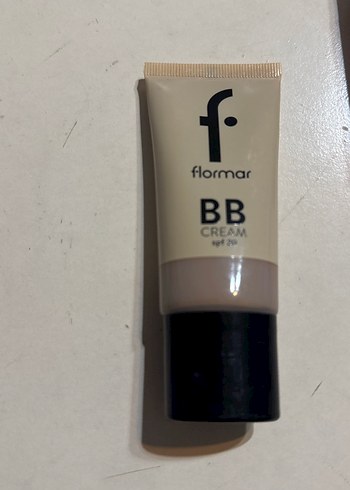 f.
flormar
BB
CREAM
spf 20